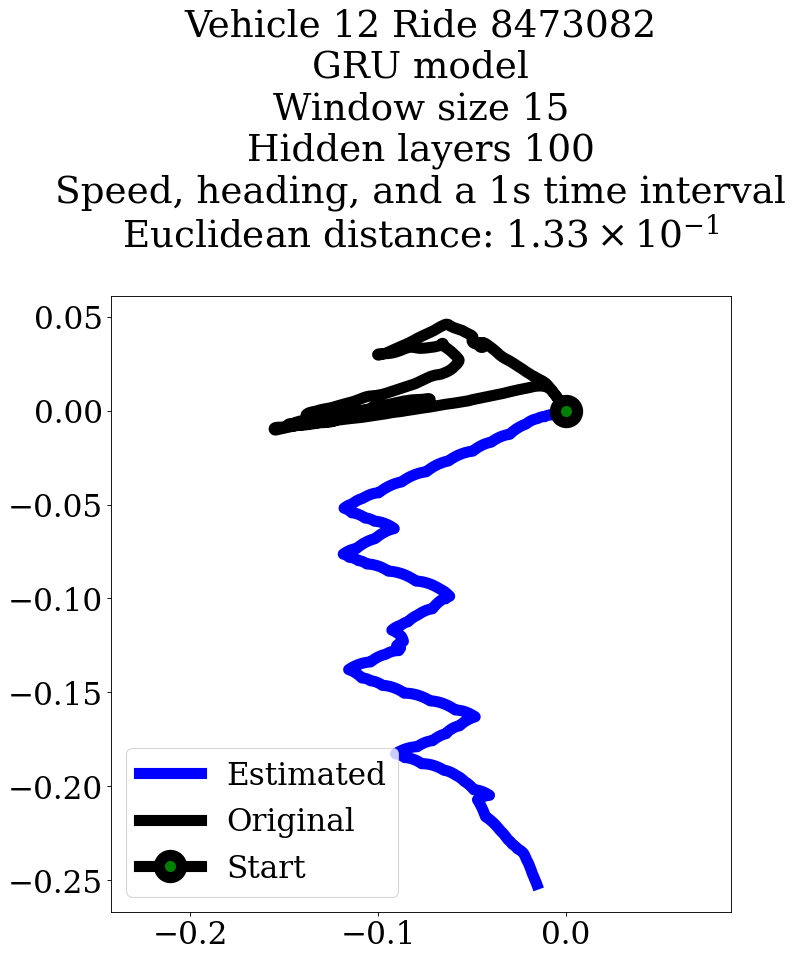 Vehicle 12 Ride 8473082
GRU model
Window size 15
Hidden layers 100
Speed, heading, and a 1s time interval
Euclidean distance: 1.33 × 10⁻¹
0.05
0.00
−0.05
−0.10
−0.15
−0.20
−0.25
Estimated
Original
Start
−0.2 −0.1 0.0